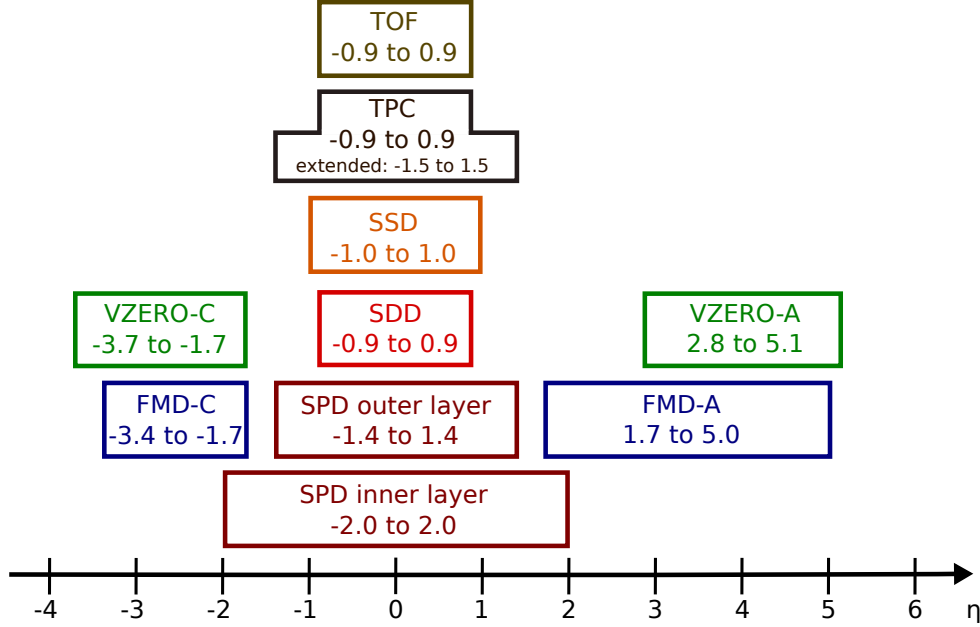 TOF
-0.9 to 0.9
TPC
-0.9 to 0.9
extended: -1.5 to 1.5
SSD
-1.0 to 1.0
VZERO-C
-3.7 to -1.7
SDD
-0.9 to 0.9
VZERO-A
2.8 to 5.1
FMD-C
-3.4 to -1.7
SPD outer layer
-1.4 to 1.4
FMD-A
1.7 to 5.0
SPD inner layer
-2.0 to 2.0
-4 -3 -2 -1 0 1 2 3 4 5 6 η